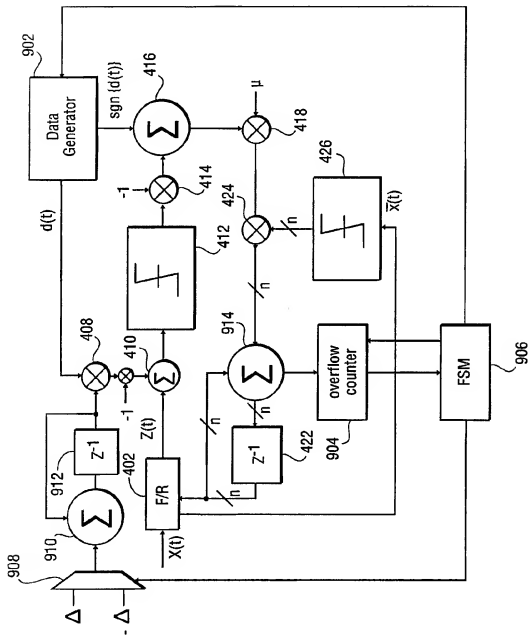 902
Data
Generator
sgn {d(t)}
d(t)
416
Σ
μ
418
-1
414
424
426
X̄(t)
n
412
408
410
-1
Σ
Z(t)
912
Z⁻¹
910
Σ
908
Δ
-Δ
402
F/R
X(t)
n
n
n
914
Σ
n
Z⁻¹
422
overflow
counter
904
FSM
906